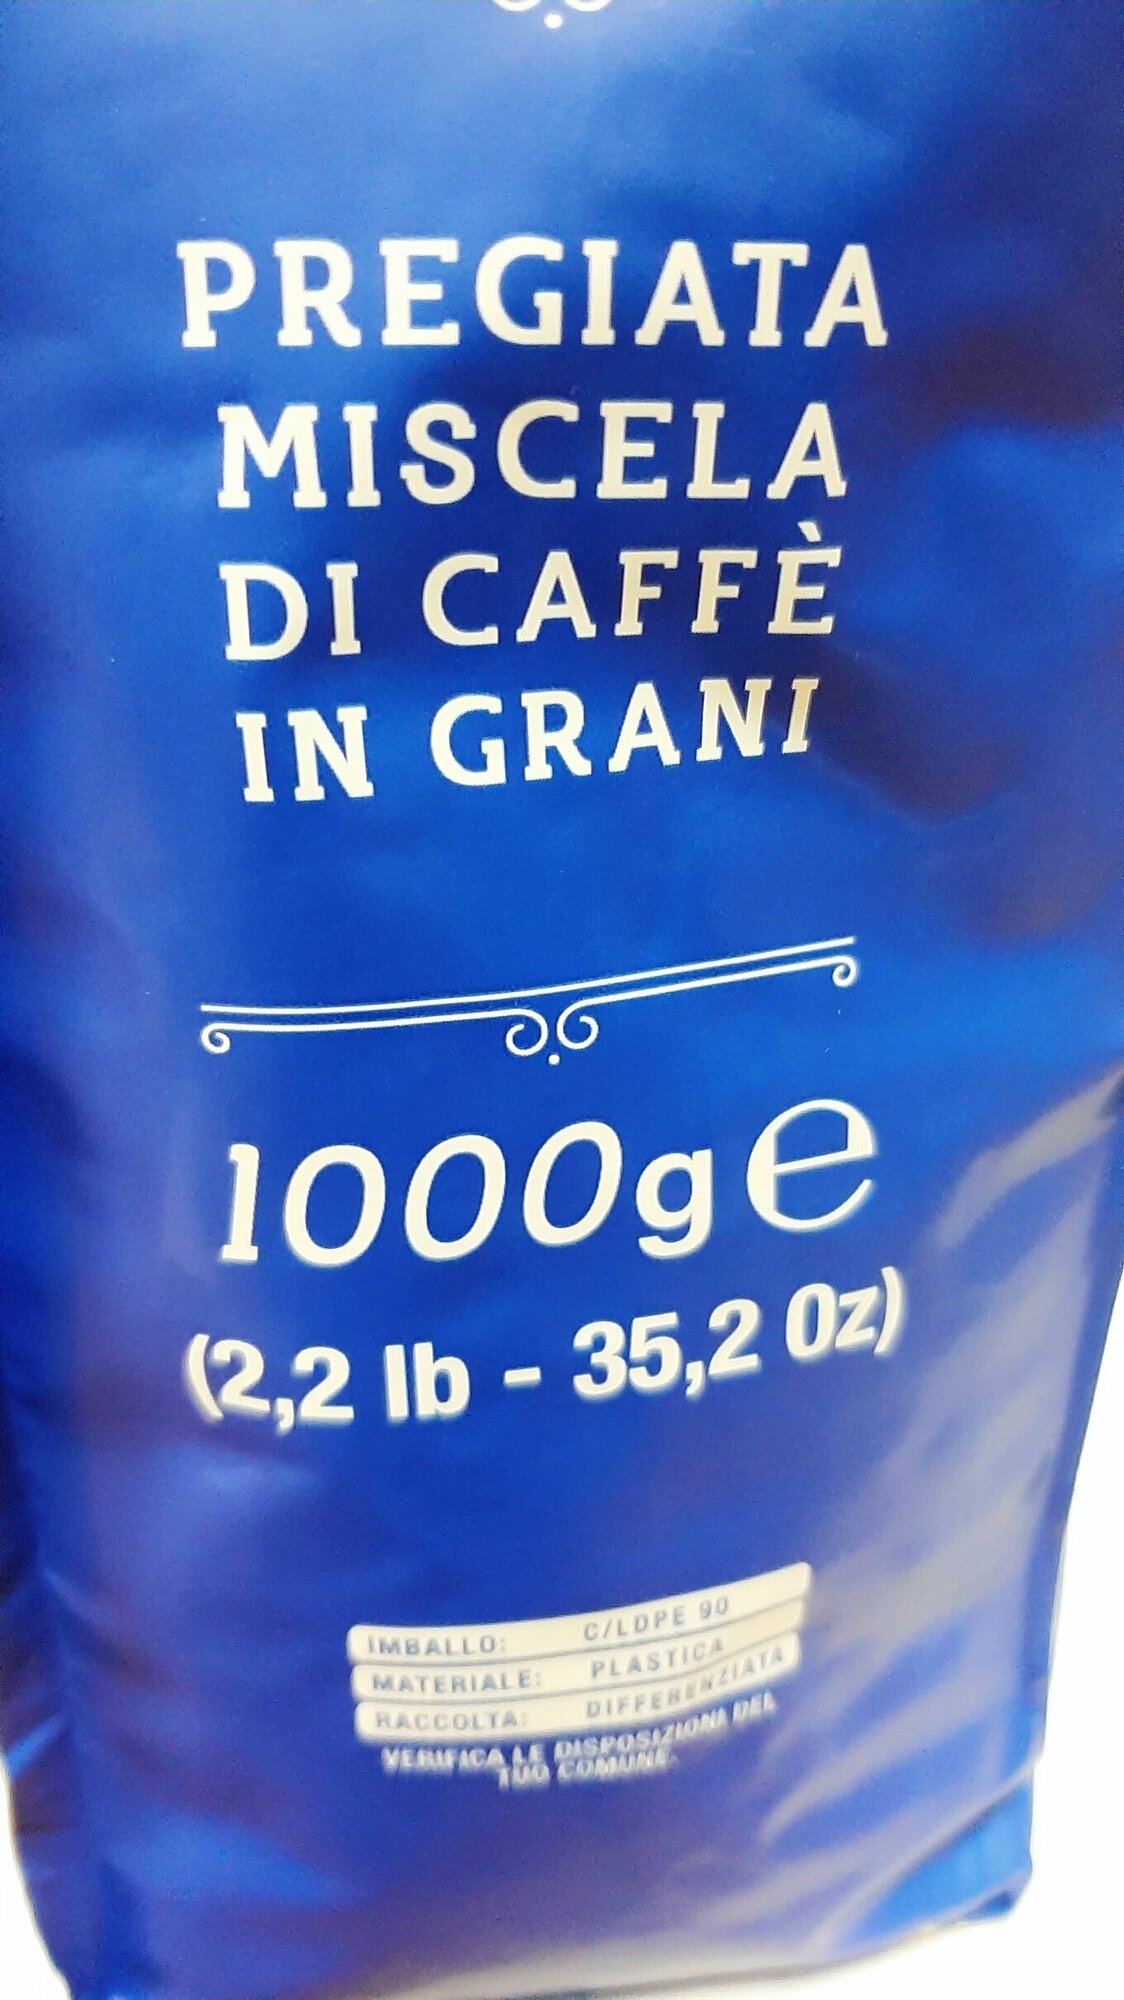 PREGIATA
MISCELA
DI CAFFÈ
IN GRANI
1000g ℮
(2,2 lb - 35,2 Oz)
IMBALLO: C/LDPE 90
MATERIALE: PLASTICA
RACCOLTA: DIFFERENZIATA
VERIFICA LE DISPOSIZIONI DEL
TUO COMUNE.